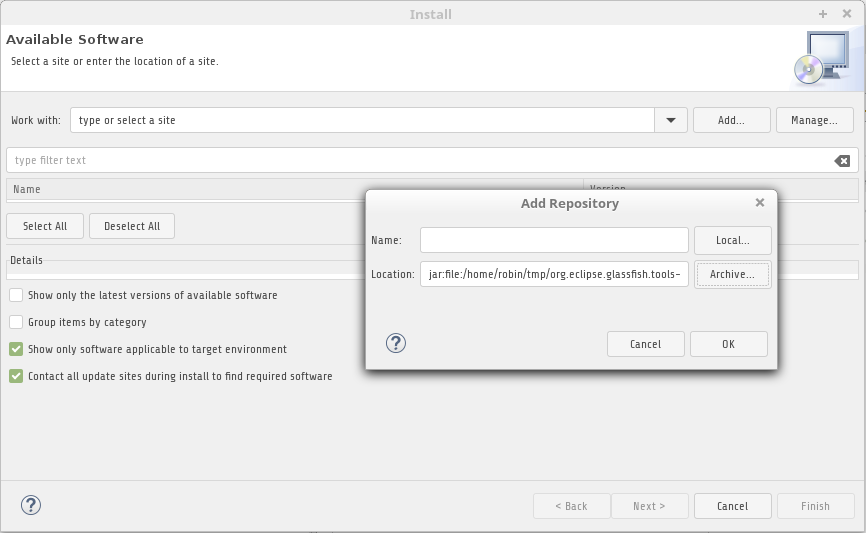 Install
Available Software
Select a site or enter the location of a site.
Work with: type or select a site Add... Manage...
type filter text
Name Version
Select All Deselect All
Details
Show only the latest versions of available software
Group items by category
Show only software applicable to target environment
Contact all update sites during install to find required software
Add Repository
Name: Local...
Location: jar:file:/home/robin/tmp/org.eclipse.glassfish.tools- Archive...
Cancel OK
< Back Next > Cancel Finish